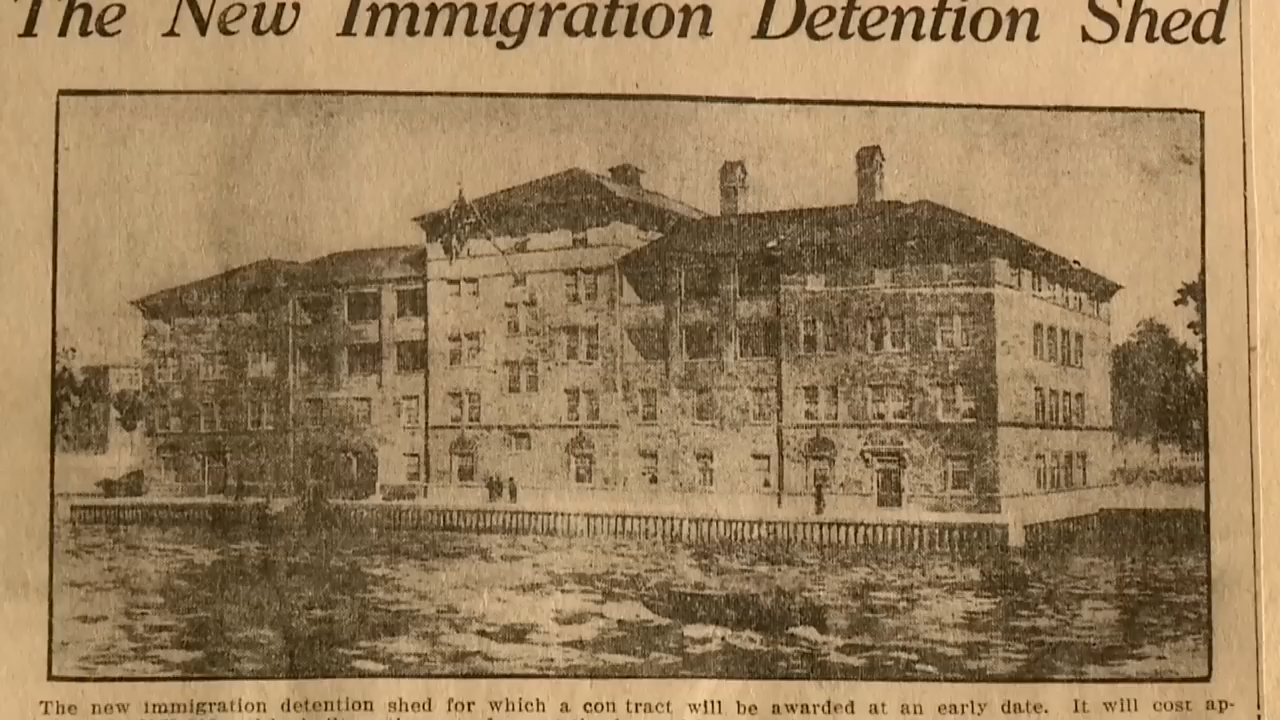 The New Immigration Detention Shed
The new immigration detention shed for which a con tract will be awarded at an early date. It will cost ap-